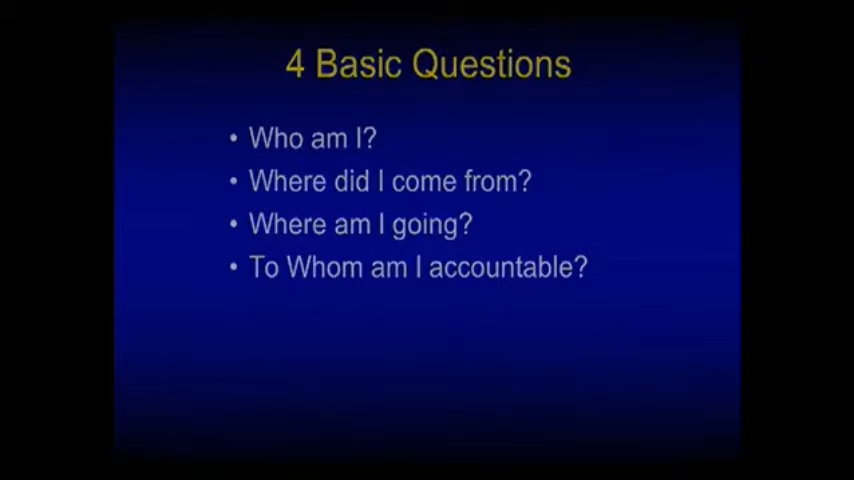 4 Basic Questions
• Who am I?
• Where did I come from?
• Where am I going?
• To Whom am I accountable?